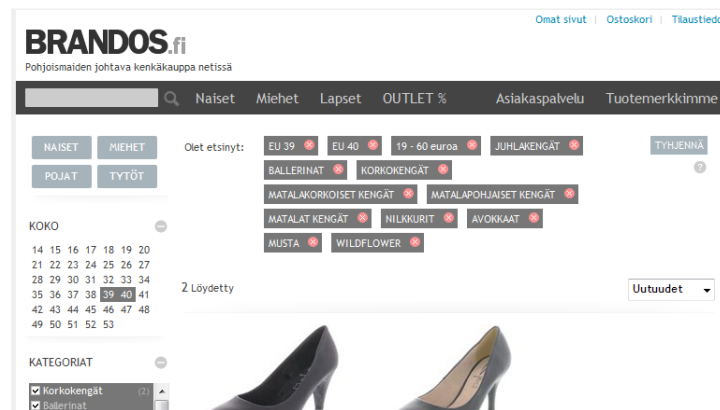 Omat sivut | Ostoskori | Tilaustiedo
BRANDOS.fi
Pohjoismaiden johtava kenkäkauppa netissä
Naiset Miehet Lapset OUTLET % Asiakaspalvelu Tuotemerkkimme
NAISET MIEHET
POJAT TYTÖT
Olet etsinyt: EU 39 EU 40 19 - 60 euroa JUHLAKENGÄT TYHJENNÄ
BALLERINAT KORKOKENGÄT ?
MATALAKORKOISET KENGÄT MATALAPOHJAISET KENGÄT
MATALAT KENGÄT NILKKURIT AVOKKAAT
MUSTA WILDFLOWER
KOKO
14 15 16 17 18 19 20
21 22 23 24 25 26 27
28 29 30 31 32 33 34
35 36 37 38 39 40 41
42 43 44 45 46 47 48
49 50 51 52 53
2 Löydetty Uutuudet
KATEGORIAT
Korkokengät (2)
Ballerinat